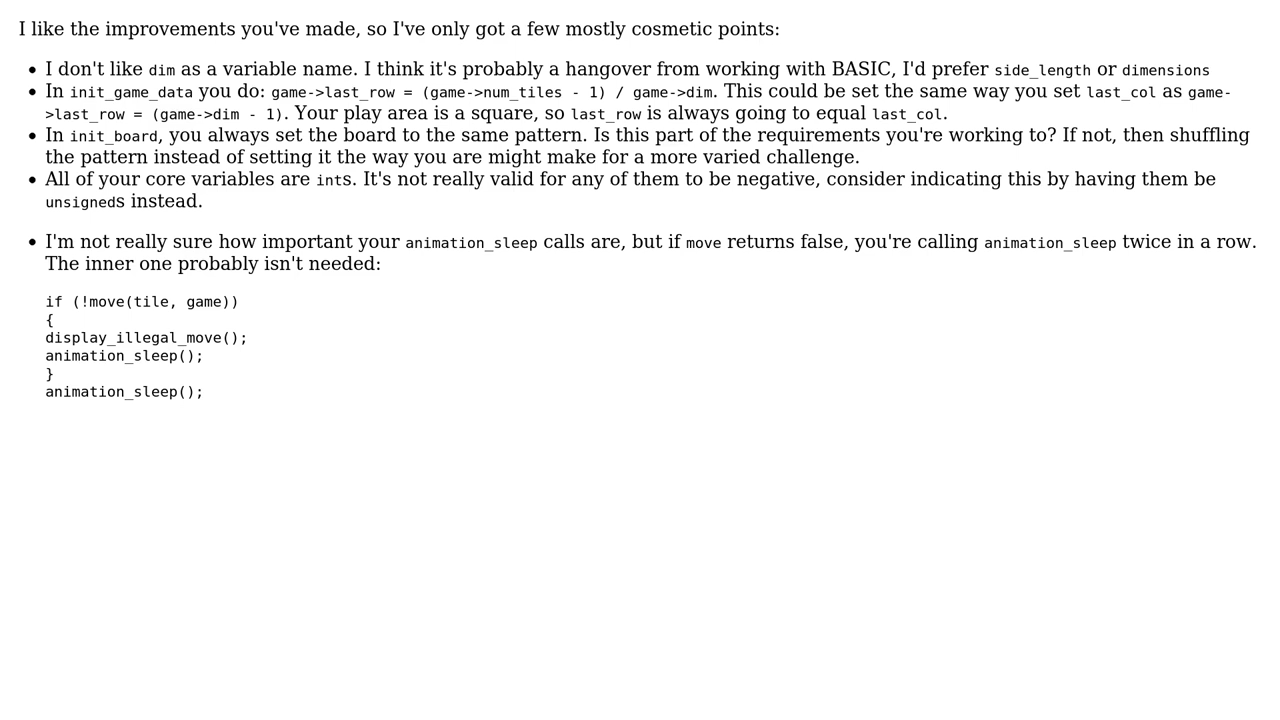 I like the improvements you've made, so I've only got a few mostly cosmetic points:
• I don't like dim as a variable name. I think it's probably a hangover from working with BASIC, I'd prefer side_length or dimensions
• In init_game_data you do: game->last_row = (game->num_tiles - 1) / game->dim. This could be set the same way you set last_col as game-
>last_row = (game->dim - 1). Your play area is a square, so last_row is always going to equal last_col.
• In init_board, you always set the board to the same pattern. Is this part of the requirements you're working to? If not, then shuffling
the pattern instead of setting it the way you are might make for a more varied challenge.
• All of your core variables are ints. It's not really valid for any of them to be negative, consider indicating this by having them be
unsigneds instead.
• I'm not really sure how important your animation_sleep calls are, but if move returns false, you're calling animation_sleep twice in a row.
The inner one probably isn't needed:
if (!move(tile, game))
{
display_illegal_move();
animation_sleep();
}
animation_sleep();